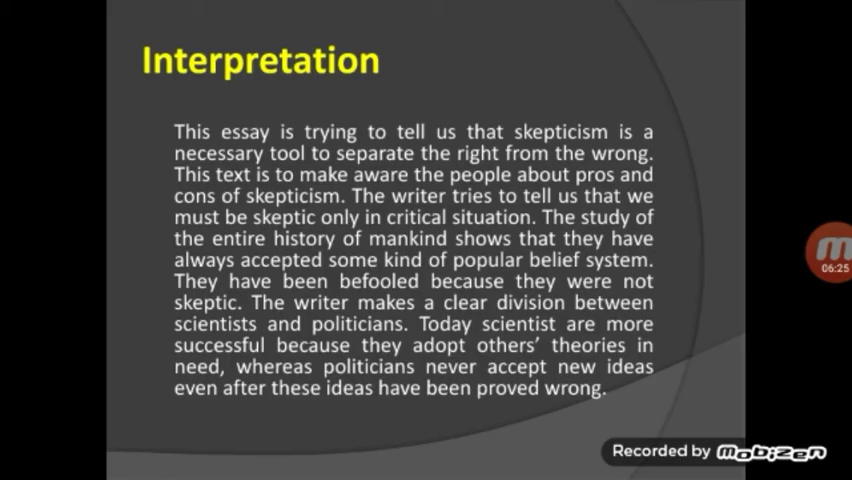 Interpretation
This essay is trying to tell us that skepticism is a
necessary tool to separate the right from the wrong.
This text is to make aware the people about pros and
cons of skepticism. The writer tries to tell us that we
must be skeptic only in critical situation. The study of
the entire history of mankind shows that they have
always accepted some kind of popular belief system.
They have been befooled because they were not
skeptic. The writer makes a clear division between
scientists and politicians. Today scientist are more
successful because they adopt others’ theories in
need, whereas politicians never accept new ideas
even after these ideas have been proved wrong.
06:25
Recorded by mobizen